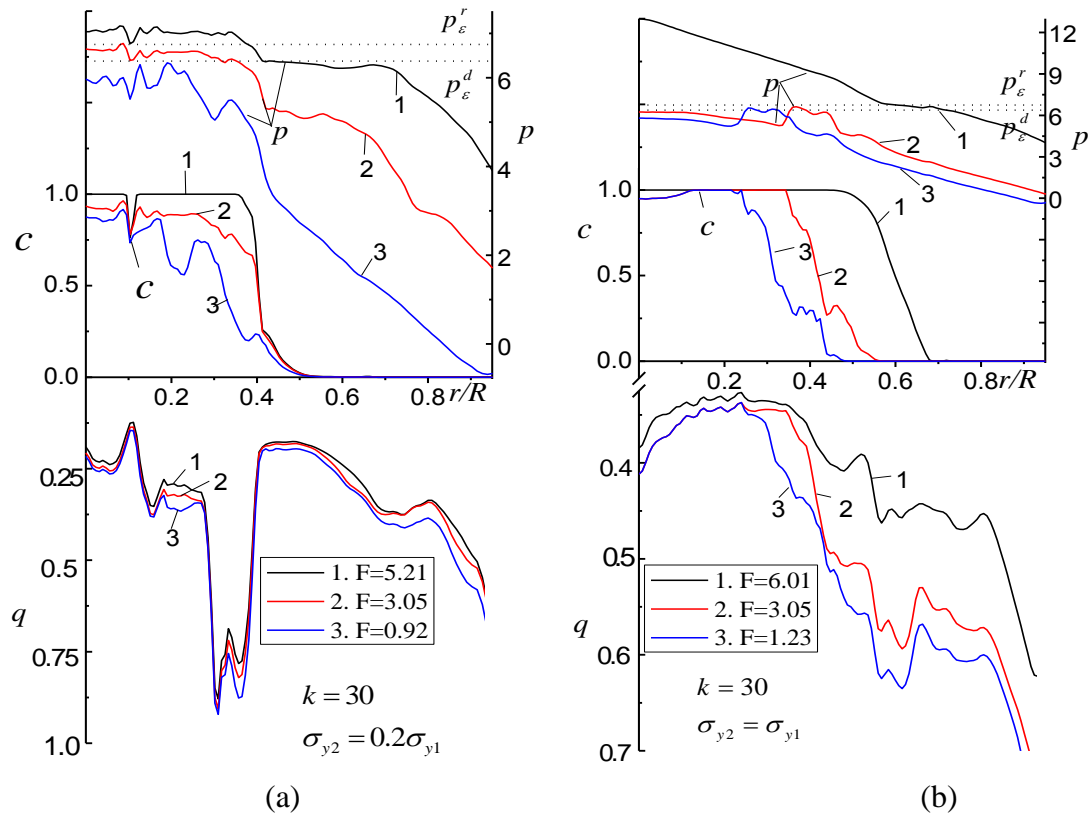 p_ε^r
p_ε^d
6
4
2
0
p
p
1
2
3
1
2
3
c
C
1.0
0.5
0.0
0.2
0.4
0.6
0.8
r/R
0.25
0.5
0.75
1.0
q
1
2
3
1. F=5.21
2. F=3.05
3. F=0.92
k = 30
σ_y2 = 0.2σ_y1
(a)
12
9
6
3
0
p_ε^r
p_ε^d
p
p
1
2
3
c
c
1.0
0.5
0.0
1
2
3
0.2
0.4
0.6
0.8
r/R
0.4
0.5
0.6
0.7
q
1
2
3
1. F=6.01
2. F=3.05
3. F=1.23
k = 30
σ_y2 = σ_y1
(b)